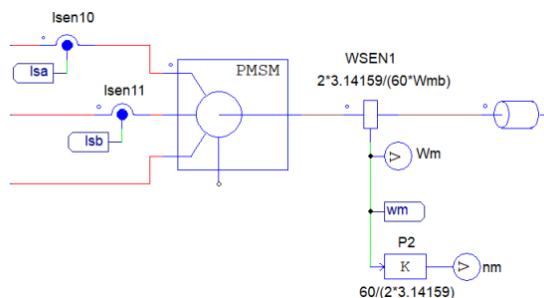 Isen10
Isa
PMSM
WSEN1
2*3.14159/(60*Wmb)
Isen11
Isb
V
Wm
wm
P2
K
V
nm
60/(2*3.14159)